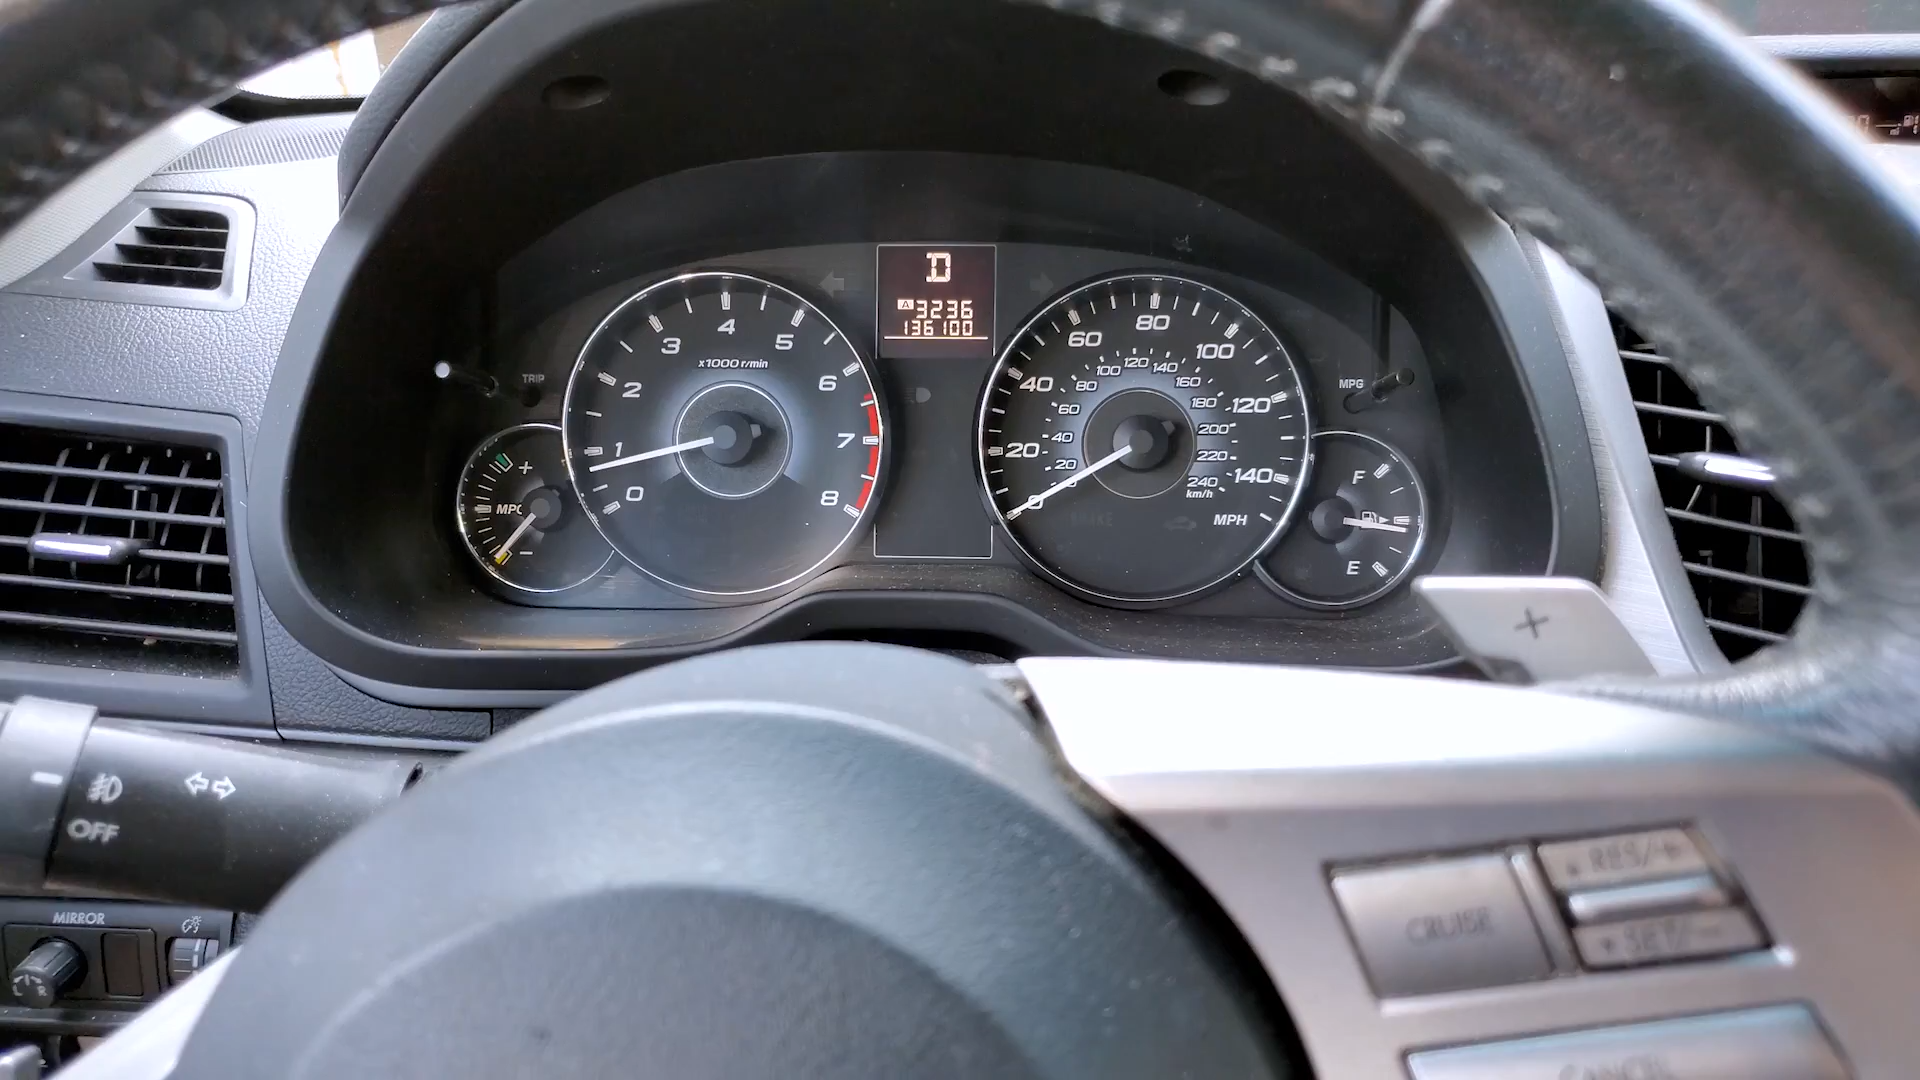 D
A 3236
136100
TRIP
MPG
x1000 r/min
0
1
2
3
4
5
6
7
8
+
MPG
−
0
20
40
60
80
100
120
140
MPH
20
40
60
80
100
120
140
160
180
200
220
240
km/h
F
E
+
OFF
MIRROR
CRUISE
RES/+
SET/−
CANCEL